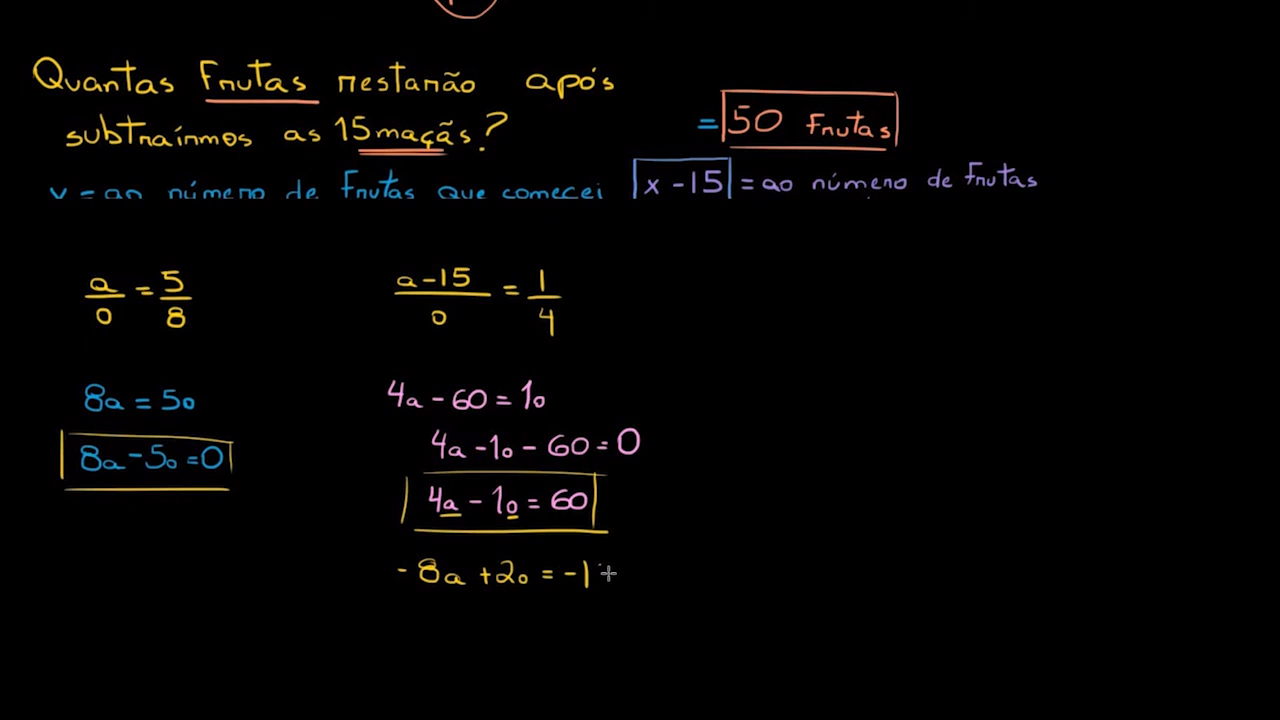 Quantas Frutas restarão após
subtraírmos as 15 maçãs?
= 50 Frutas
x = ao número de Frutas que comecei
x - 15 = ao número de Frutas
a/o = 5/8
a-15/o = 1/4
8a = 5o
8a - 5o = 0
4a - 60 = 1o
4a - 1o - 60 = 0
4a - 1o = 60
-8a + 2o = -1